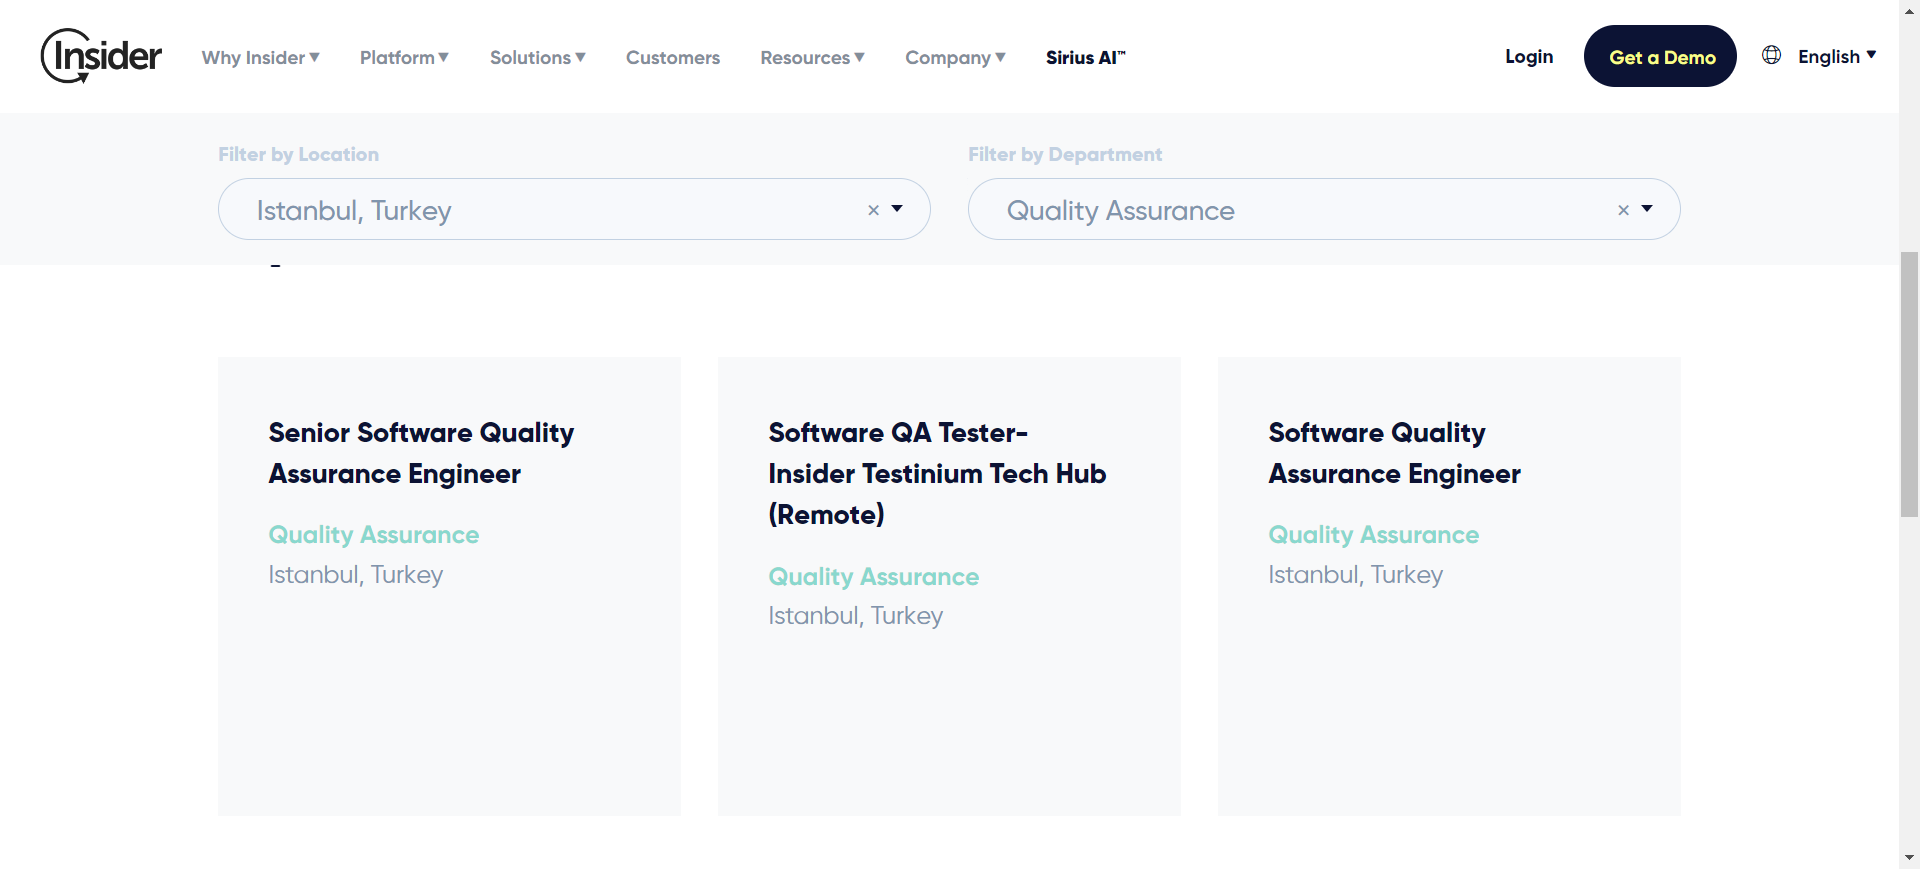 Insider
Why Insider ▼ Platform ▼ Solutions ▼ Customers Resources ▼ Company ▼ Sirius AI™ Login Get a Demo English ▼
Filter by Location
Istanbul, Turkey ×
Filter by Department
Quality Assurance ×
Senior Software Quality
Assurance Engineer
Quality Assurance
Istanbul, Turkey
Software QA Tester-
Insider Testinium Tech Hub
(Remote)
Quality Assurance
Istanbul, Turkey
Software Quality
Assurance Engineer
Quality Assurance
Istanbul, Turkey